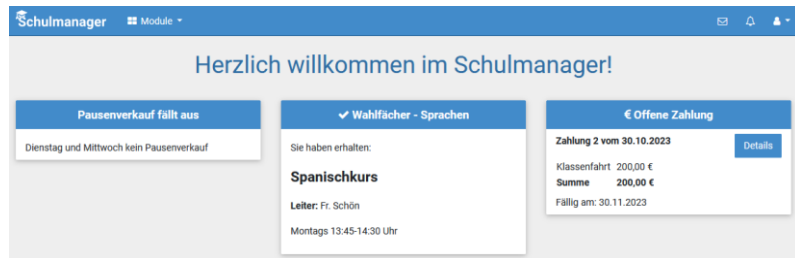 Schulmanager Module
Herzlich willkommen im Schulmanager!
Pausenverkauf fällt aus
Dienstag und Mittwoch kein Pausenverkauf
✔ Wahlfächer - Sprachen
Sie haben erhalten:
Spanischkurs
Leiter: Fr. Schön
Montags 13:45-14:30 Uhr
€ Offene Zahlung
Zahlung 2 vom 30.10.2023 Details
Klassenfahrt 200,00 €
Summe 200,00 €
Fällig am: 30.11.2023